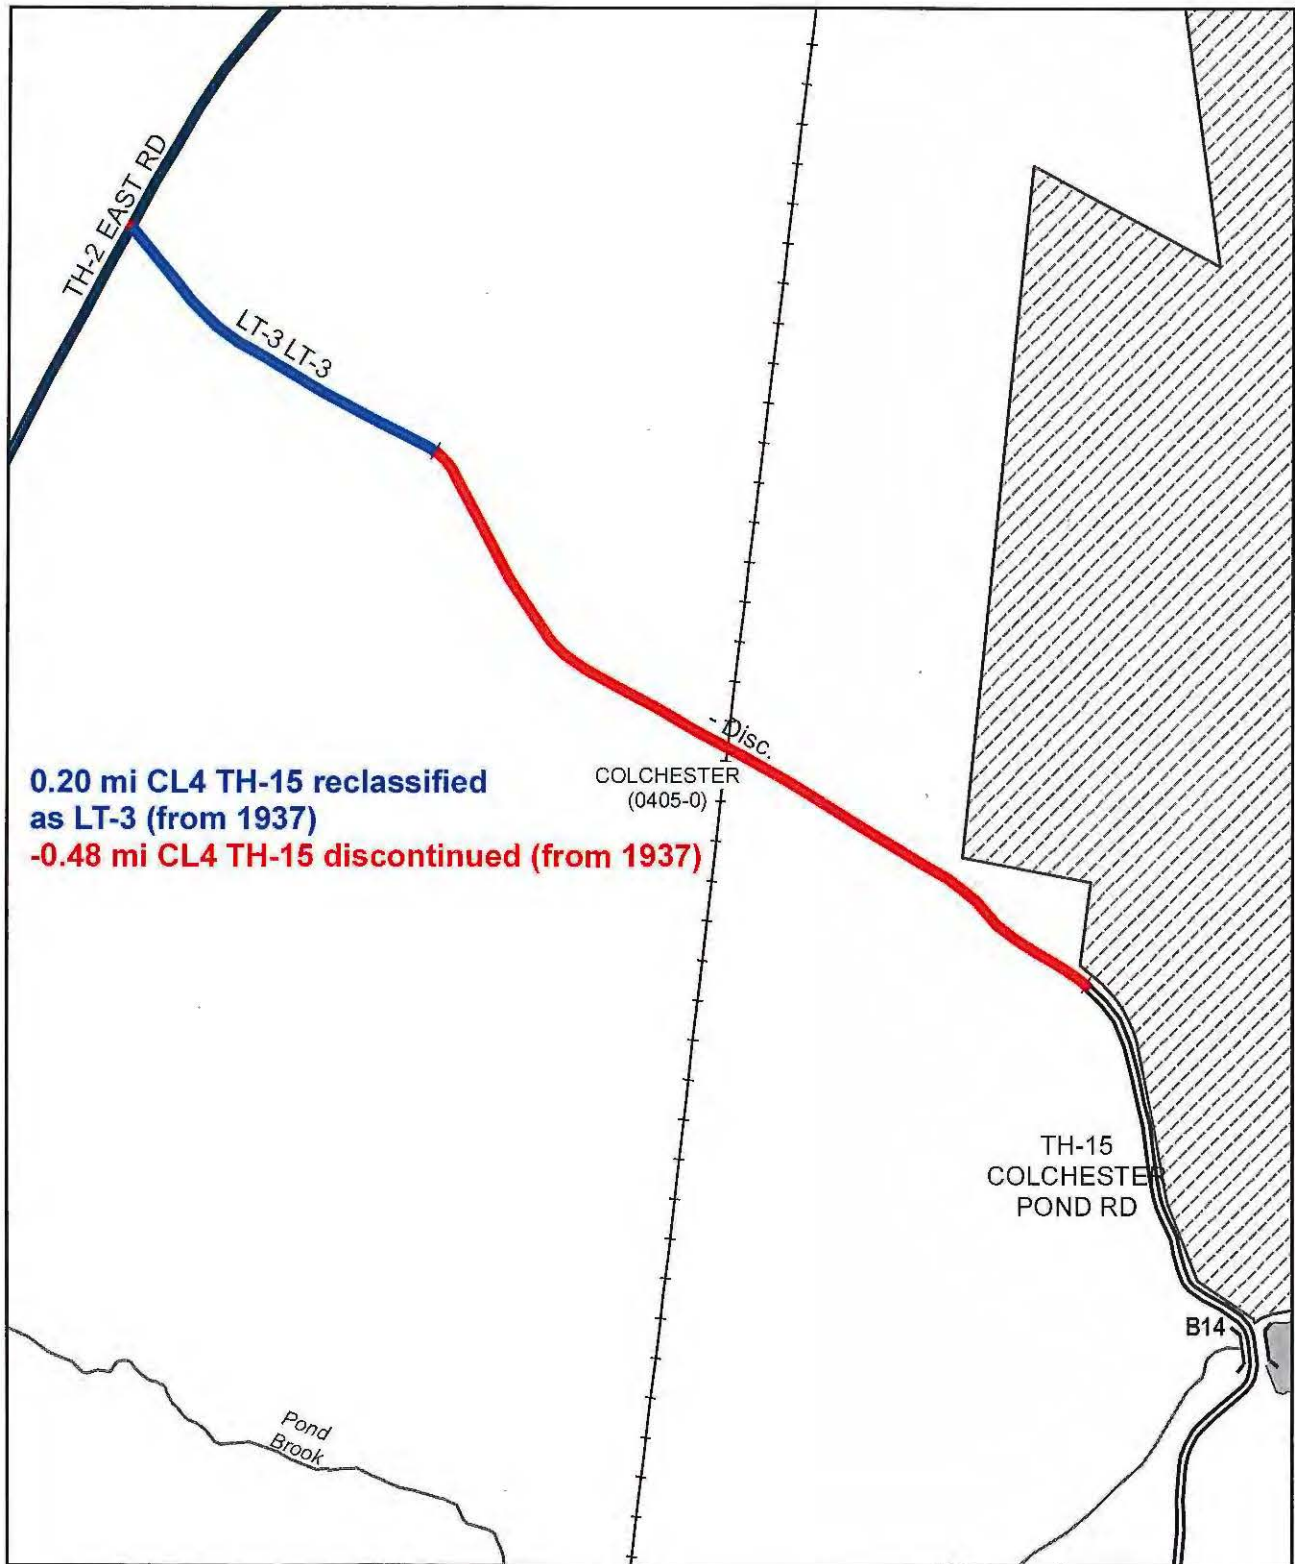 TH-2 EAST RD
LT-3 LT-3
- Disc.
COLCHESTER
(0405-0)
0.20 mi CL4 TH-15 reclassified
as LT-3 (from 1937)
-0.48 mi CL4 TH-15 discontinued (from 1937)
TH-15
COLCHESTER
POND RD
B14
Pond
Brook